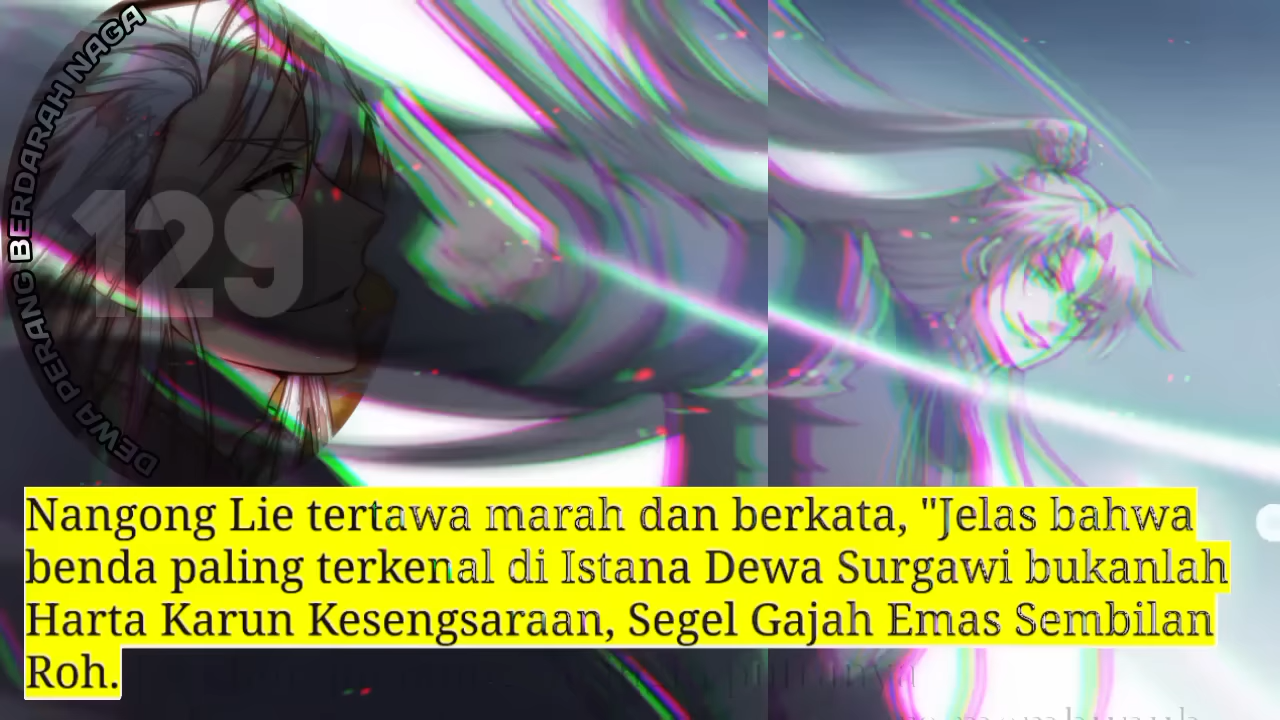 DEWA PERANG BERDARAH NAGA
129
Nangong Lie tertawa marah dan berkata, "Jelas bahwa
benda paling terkenal di Istana Dewa Surgawi bukanlah
Harta Karun Kesengsaraan, Segel Gajah Emas Sembilan
Roh.